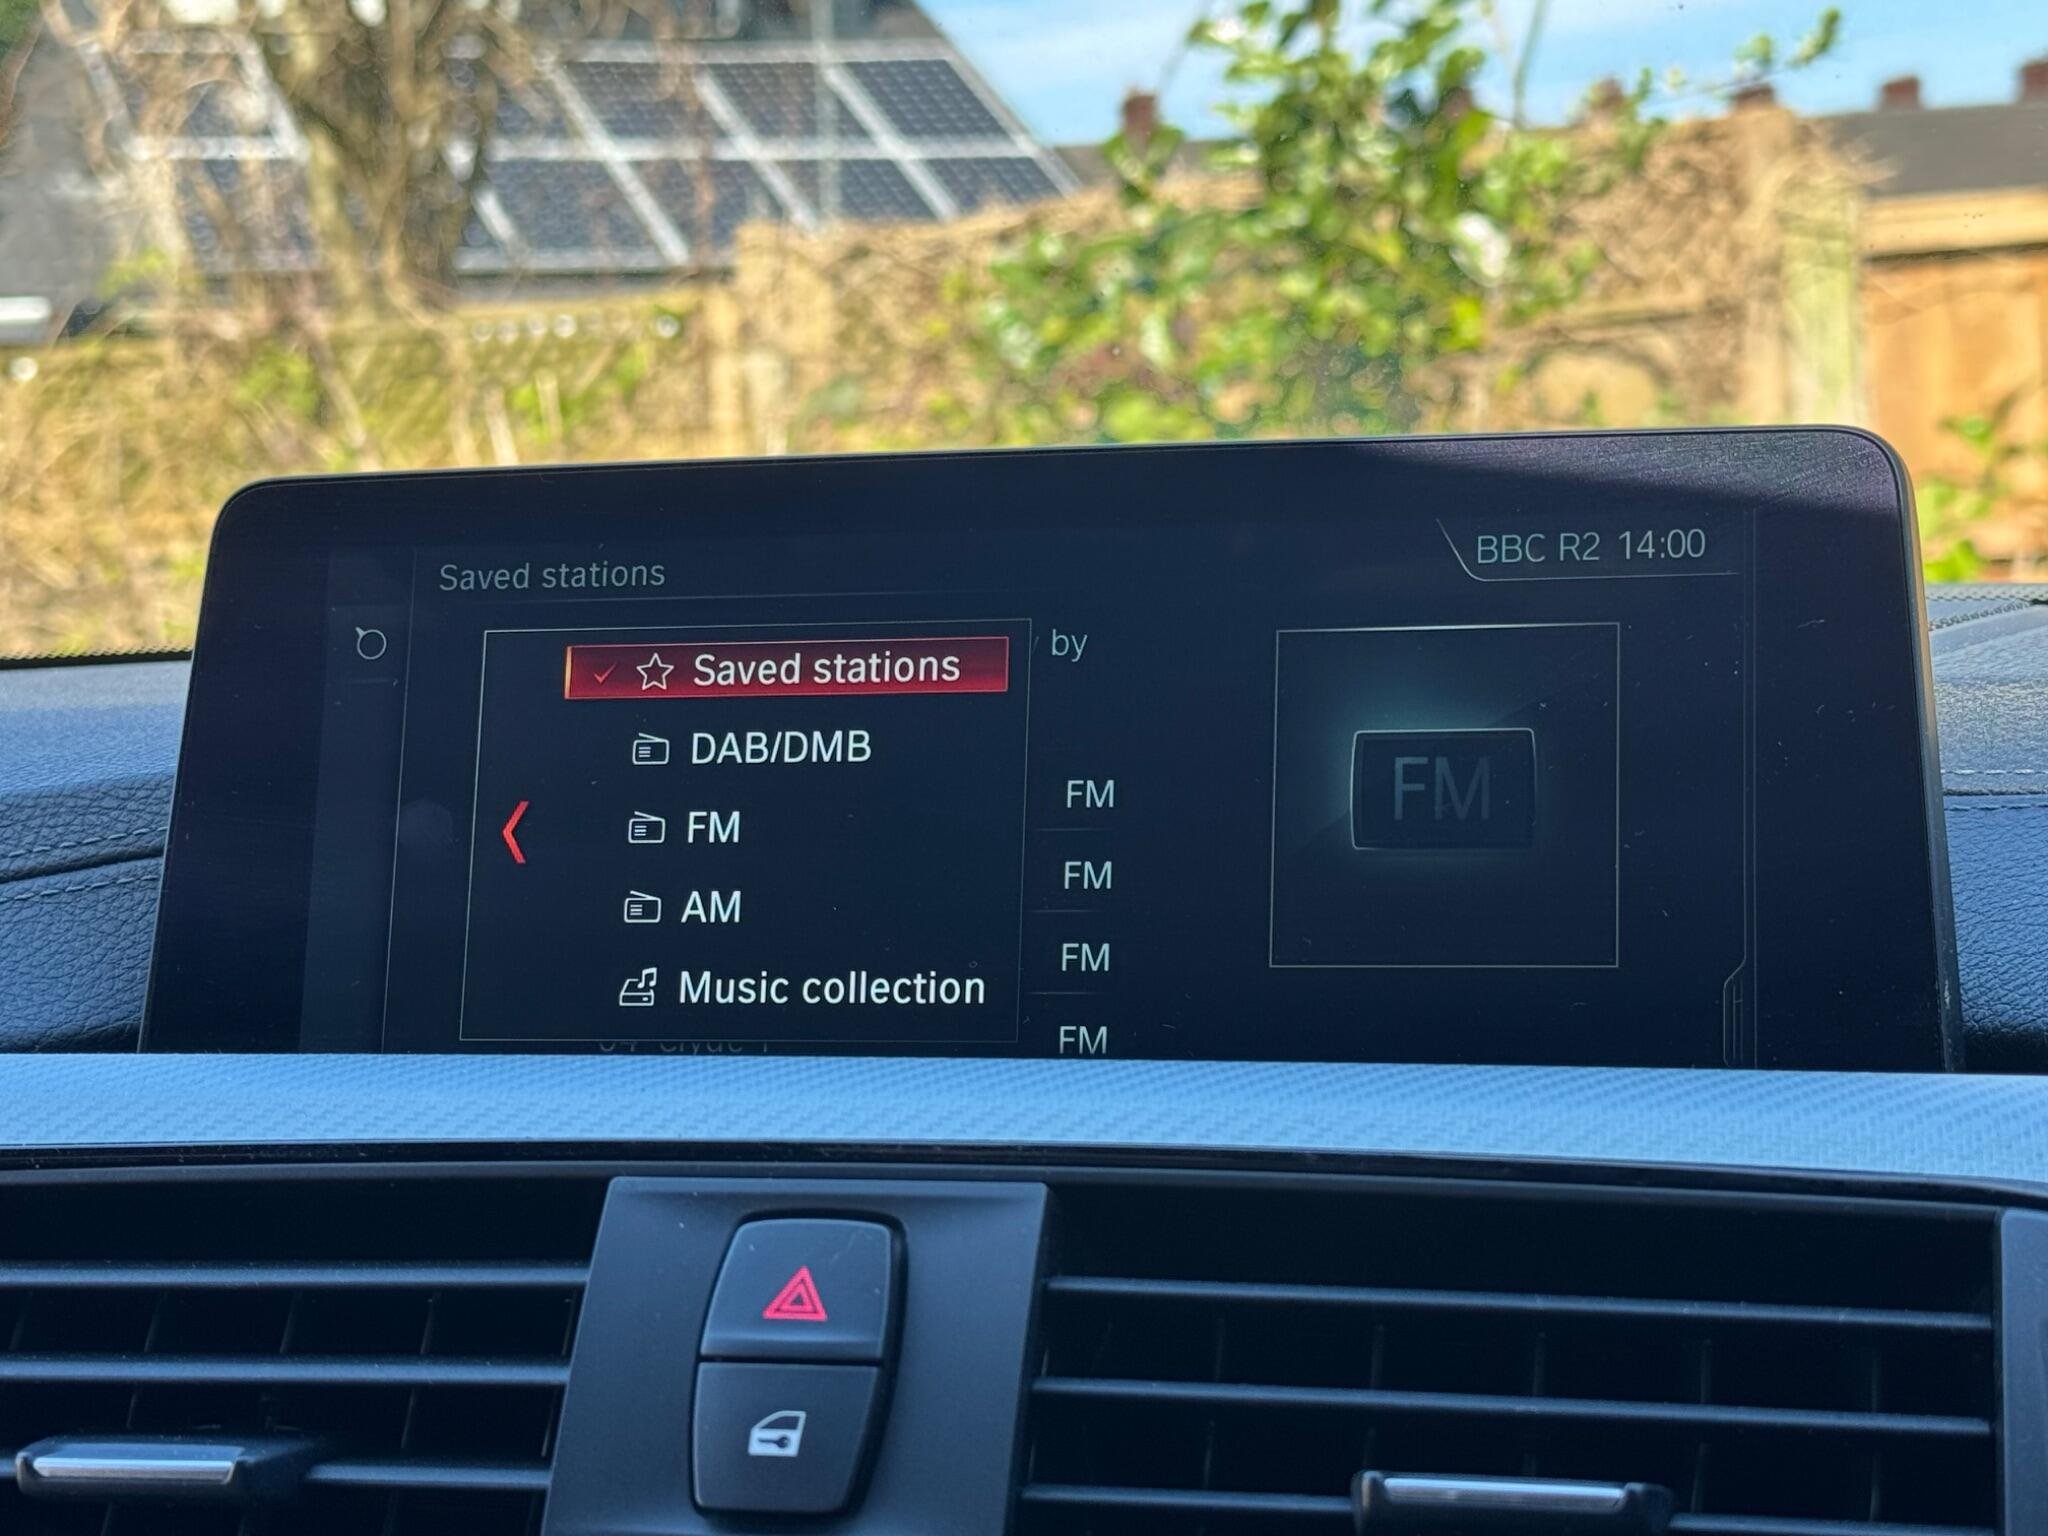 Saved stations
BBC R2 14:00
Saved stations
by
DAB/DMB
FM
FM
FM
AM
FM
FM
Music collection
FM